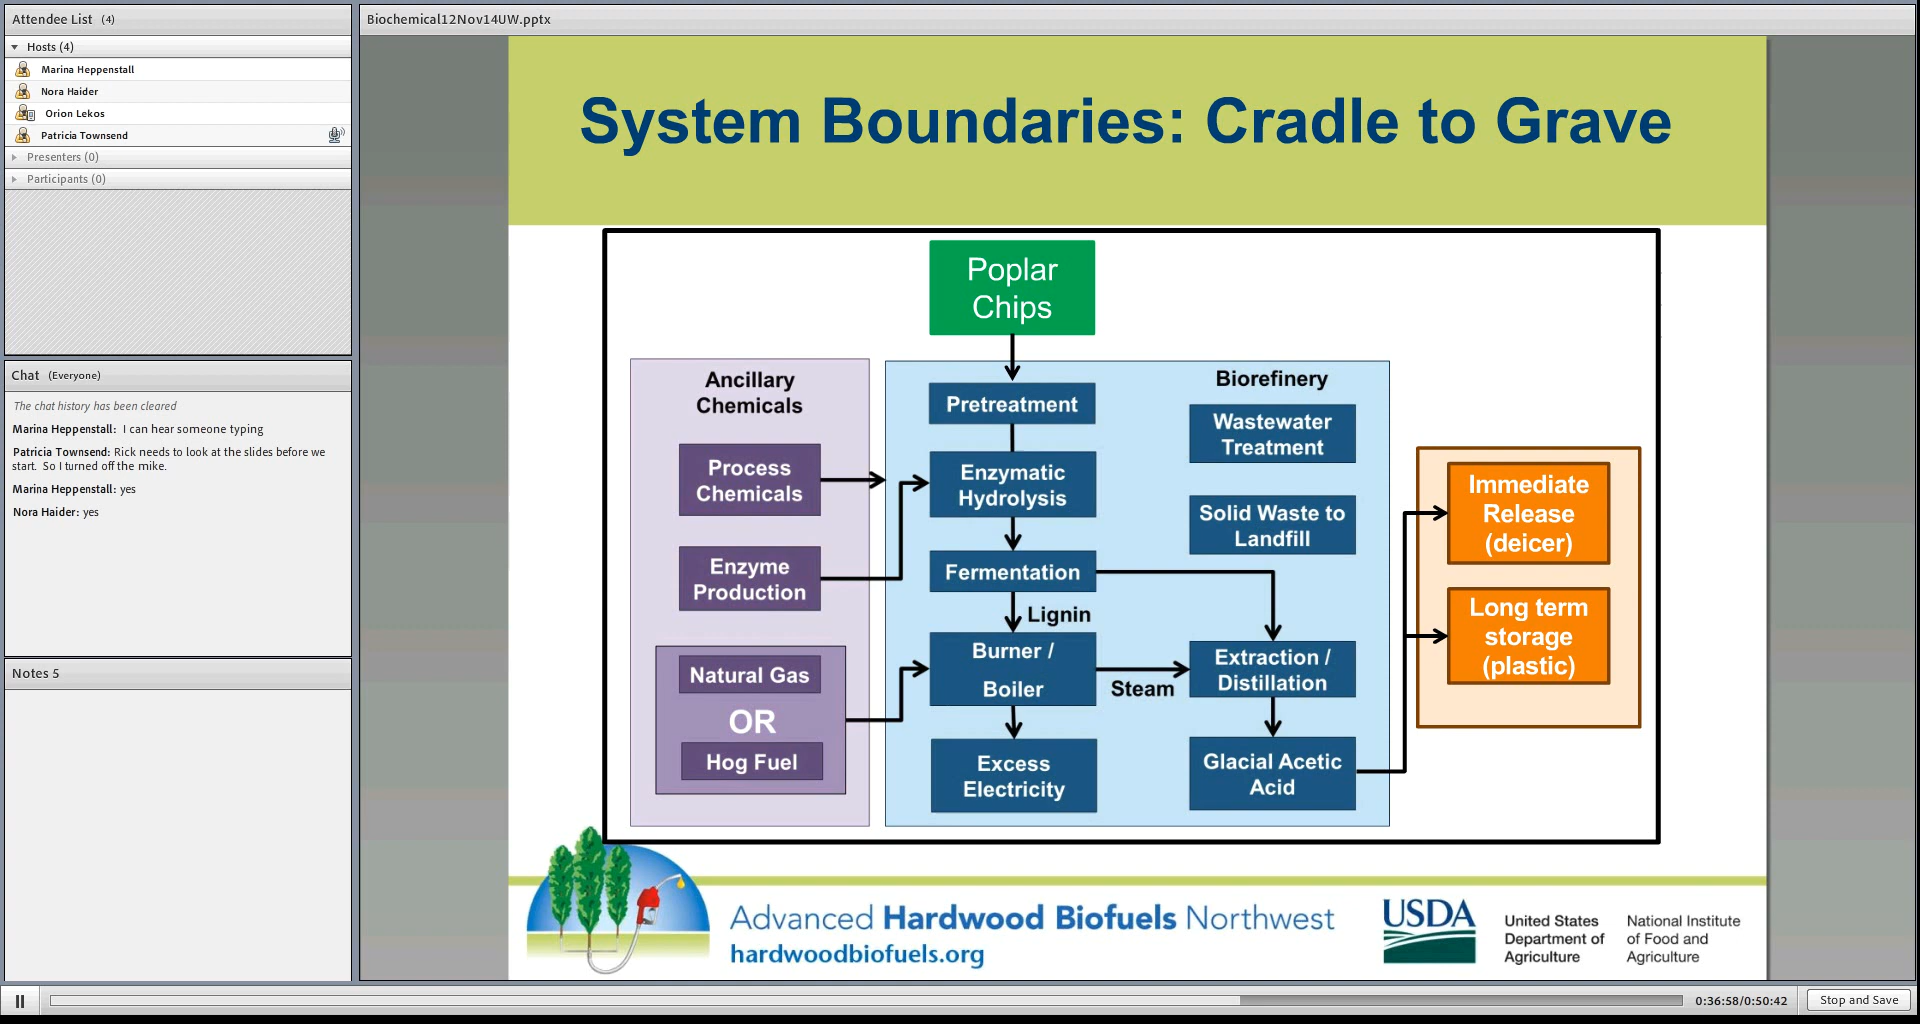 Attendee List (4)
Hosts (4)
Marina Heppenstall
Nora Haider
Orion Lekos
Patricia Townsend
Presenters (0)
Participants (0)
Chat (Everyone)
The chat history has been cleared
Marina Heppenstall: I can hear someone typing
Patricia Townsend: Rick needs to look at the slides before we
start. So I turned off the mike.
Marina Heppenstall: yes
Nora Haider: yes
Notes 5
Biochemical12Nov14UW.pptx
System Boundaries: Cradle to Grave
Poplar
Chips
Ancillary
Chemicals
Process
Chemicals
Enzyme
Production
Natural Gas
OR
Hog Fuel
Biorefinery
Pretreatment
Enzymatic
Hydrolysis
Fermentation
Lignin
Burner /
Boiler
Steam
Excess
Electricity
Wastewater
Treatment
Solid Waste to
Landfill
Extraction /
Distillation
Glacial Acetic
Acid
Immediate
Release
(deicer)
Long term
storage
(plastic)
Advanced Hardwood Biofuels Northwest
hardwoodbiofuels.org
USDA
United States
Department of
Agriculture
National Institute
of Food and
Agriculture
0:36:58/0:50:42
Stop and Save